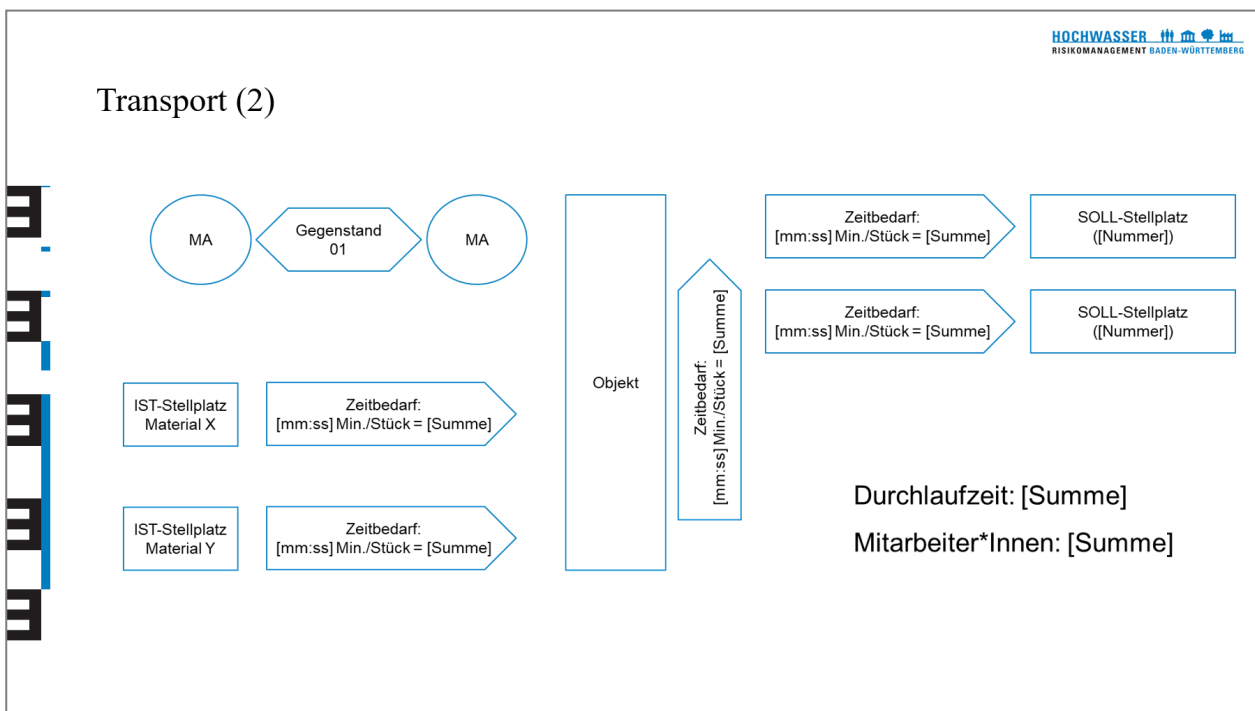 HOCHWASSER
RISIKOMANAGEMENT BADEN-WÜRTTEMBERG
Transport (2)
MA
Gegenstand
01
MA
Objekt
Zeitbedarf:
[mm:ss] Min./Stück = [Summe]
Zeitbedarf:
[mm:ss] Min./Stück = [Summe]
SOLL-Stellplatz
([Nummer])
Zeitbedarf:
[mm:ss] Min./Stück = [Summe]
SOLL-Stellplatz
([Nummer])
IST-Stellplatz
Material X
Zeitbedarf:
[mm:ss] Min./Stück = [Summe]
IST-Stellplatz
Material Y
Zeitbedarf:
[mm:ss] Min./Stück = [Summe]
Durchlaufzeit: [Summe]
Mitarbeiter*Innen: [Summe]